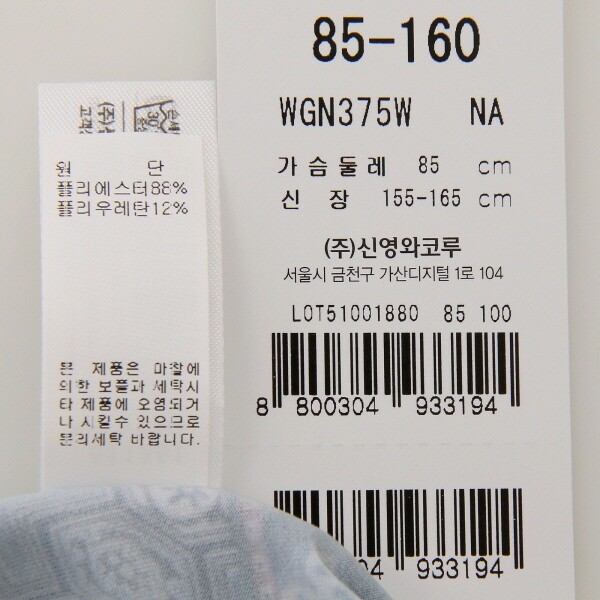 85-160
WGN375W NA
가슴둘레 85 cm
신 장 155-165 cm
(주)신영와코루
서울시 금천구 가산디지털 1로 104
LOT51001880 85 100
8 800304 933194
04 933194
(주)
고객
30
원 단
폴리에스터88%
폴리우레탄12%
본 제품은 마찰에
의한 보풀과 세탁시
타 제품에 오염되거
나 시킬수 있으므로
분리세탁 바랍니다.